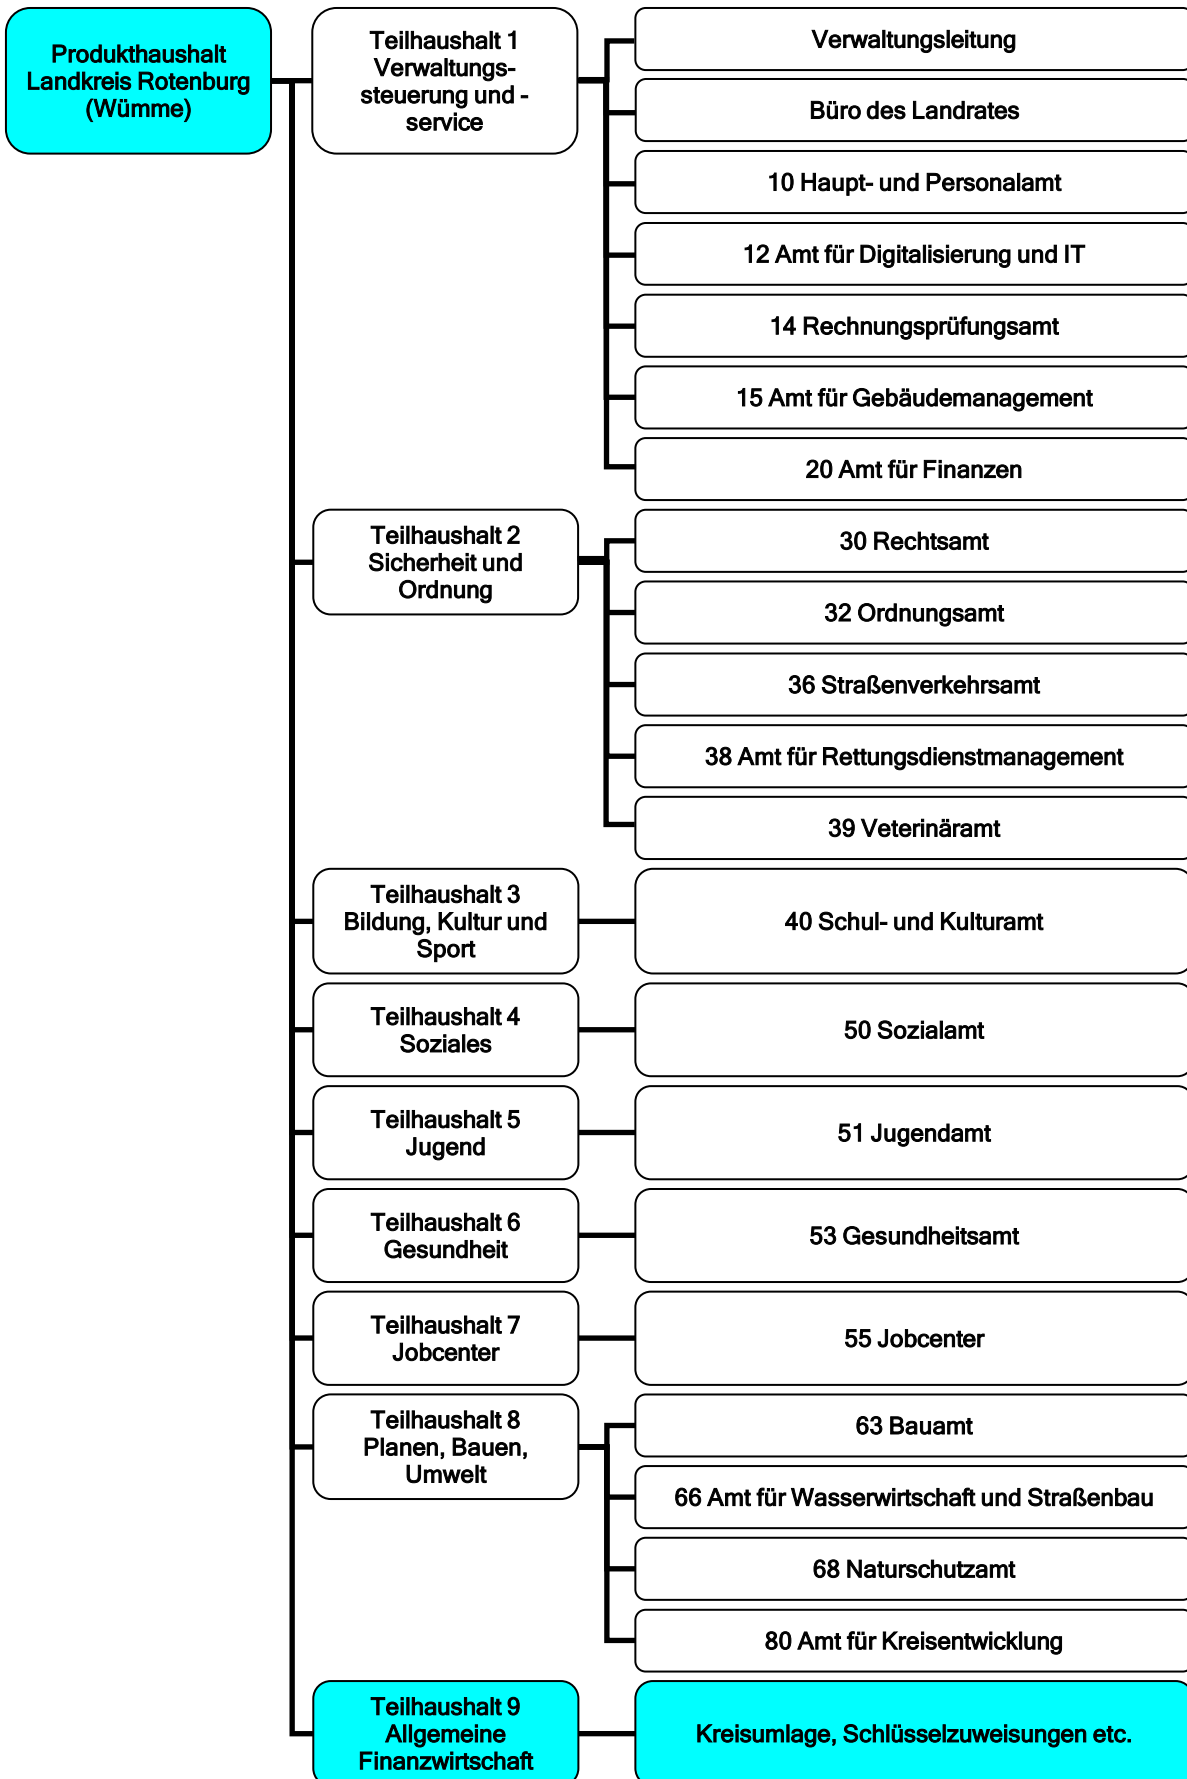 Produkthaushalt
Landkreis Rotenburg
(Wümme)
Teilhaushalt 1
Verwaltungs-
steuerung und -
service
Verwaltungsleitung
Büro des Landrates
10 Haupt- und Personalamt
12 Amt für Digitalisierung und IT
14 Rechnungsprüfungsamt
15 Amt für Gebäudemanagement
20 Amt für Finanzen
Teilhaushalt 2
Sicherheit und
Ordnung
30 Rechtsamt
32 Ordnungsamt
36 Straßenverkehrsamt
38 Amt für Rettungsdienstmanagement
39 Veterinäramt
Teilhaushalt 3
Bildung, Kultur und
Sport
40 Schul- und Kulturamt
Teilhaushalt 4
Soziales
50 Sozialamt
Teilhaushalt 5
Jugend
51 Jugendamt
Teilhaushalt 6
Gesundheit
53 Gesundheitsamt
Teilhaushalt 7
Jobcenter
55 Jobcenter
Teilhaushalt 8
Planen, Bauen,
Umwelt
63 Bauamt
66 Amt für Wasserwirtschaft und Straßenbau
68 Naturschutzamt
80 Amt für Kreisentwicklung
Teilhaushalt 9
Allgemeine
Finanzwirtschaft
Kreisumlage, Schlüsselzuweisungen etc.